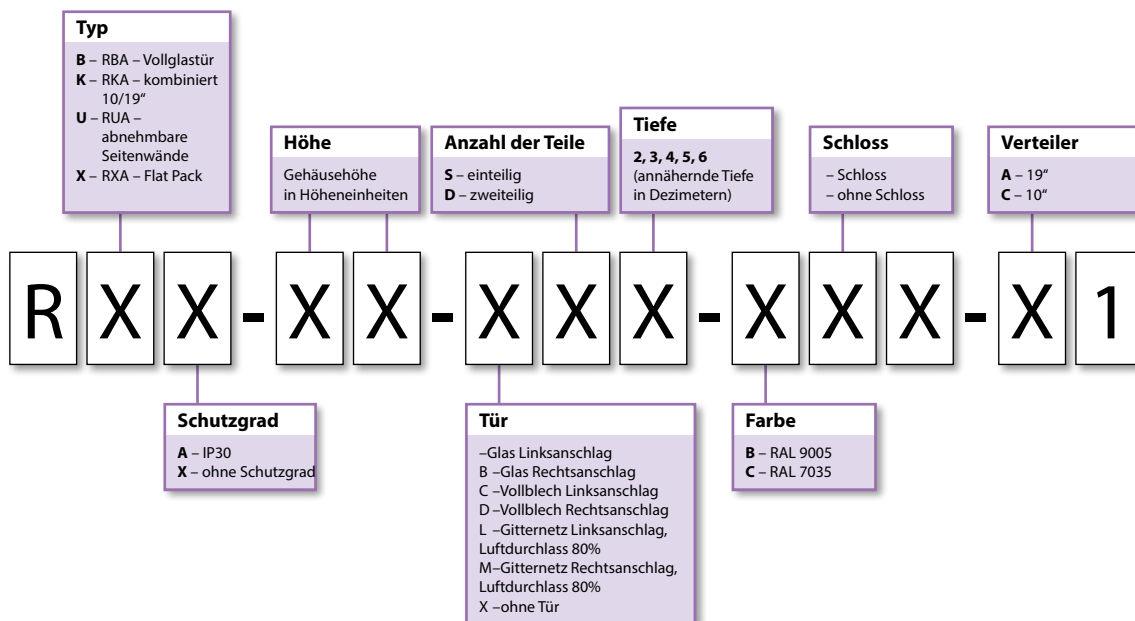 Typ
B – RBA – Vollglastür
K – RKA – kombiniert
10/19“
U – RUA –
abnehmbare
Seitenwände
X – RXA – Flat Pack
Höhe
Gehäusehöhe
in Höheneinheiten
Anzahl der Teile
S – einteilig
D – zweiteilig
Tiefe
2, 3, 4, 5, 6
(annähernde Tiefe
in Dezimetern)
Schloss
– Schloss
– ohne Schloss
Verteiler
A – 19“
C – 10“
R X X - X X - X X X - X X X - X 1
Schutzgrad
A – IP30
X – ohne Schutzgrad
Tür
–Glas Linksanschlag
B –Glas Rechtsanschlag
C –Vollblech Linksanschlag
D –Vollblech Rechtsanschlag
L –Gitternetz Linksanschlag,
Luftdurchlass 80%
M–Gitternetz Rechtsanschlag,
Luftdurchlass 80%
X –ohne Tür
Farbe
B – RAL 9005
C – RAL 7035